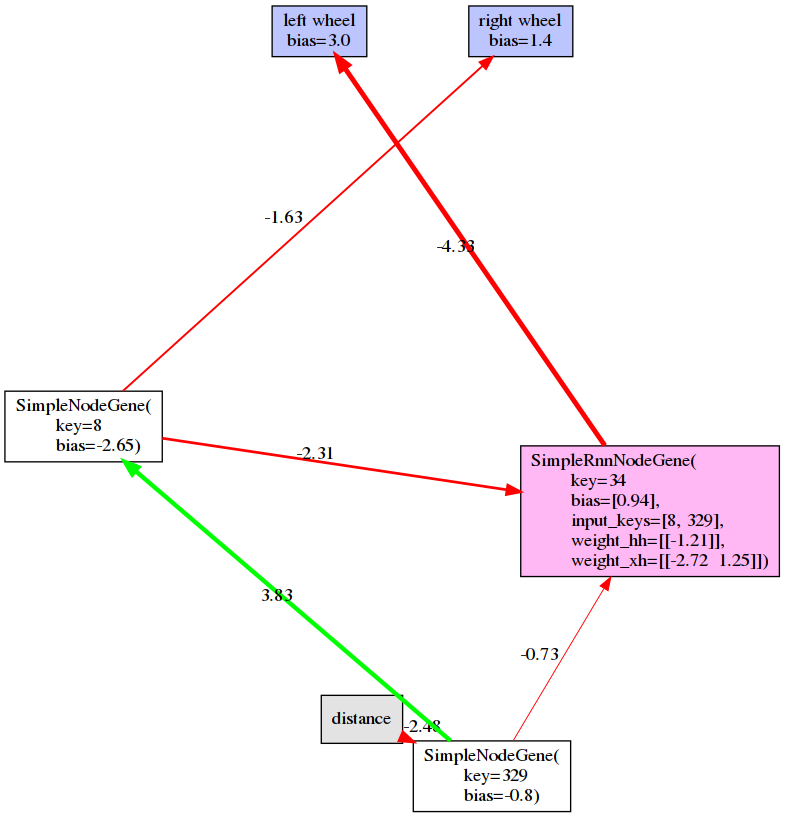 left wheel
bias=3.0
right wheel
bias=1.4
-1.63
-4.33
SimpleNodeGene(
key=8
bias=-2.65)
-2.31
SimpleRnnNodeGene(
key=34
bias=[0.94],
input_keys=[8, 329],
weight_hh=[[-1.21]],
weight_xh=[[-2.72 1.25]])
3.83
-0.73
distance
-2.48
SimpleNodeGene(
key=329
bias=-0.8)